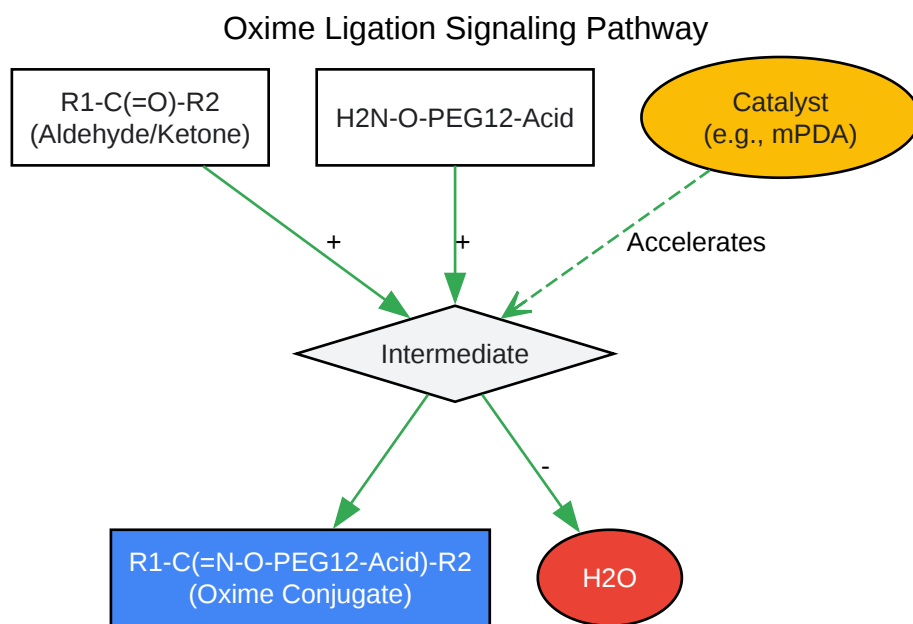 Oxime Ligation Signaling Pathway
R1-C(=O)-R2
(Aldehyde/Ketone)
H2N-O-PEG12-Acid
Catalyst
(e.g., mPDA)
+
+
Accelerates
Intermediate
-
R1-C(=N-O-PEG12-Acid)-R2
(Oxime Conjugate)
H2O